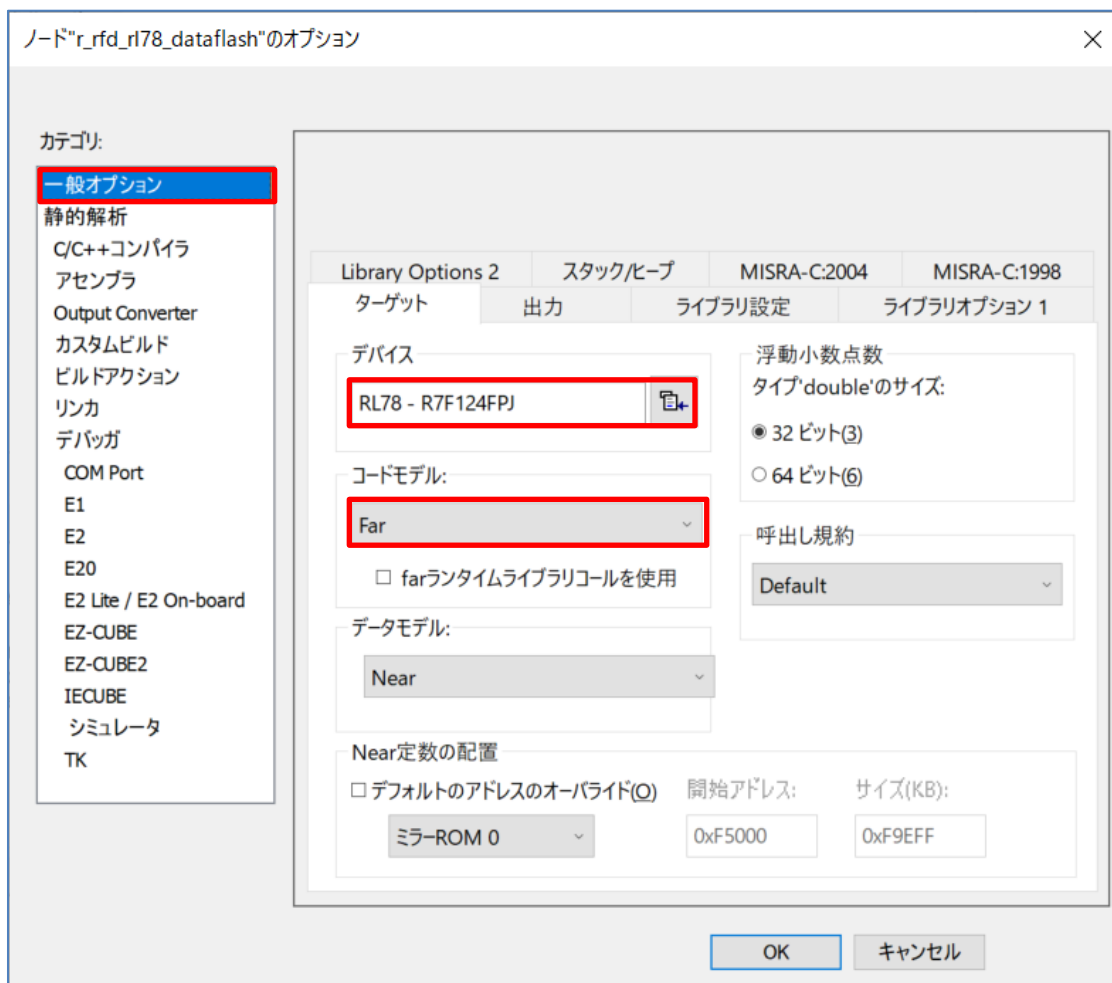 ノード"r_rfd_rl78_dataflash"のオプション
カテゴリ:
一般オプション
静的解析
C/C++コンパイラ
アセンブラ
Output Converter
カスタムビルド
ビルドアクション
リンカ
デバッガ
COM Port
E1
E2
E20
E2 Lite / E2 On-board
EZ-CUBE
EZ-CUBE2
IECUBE
シミュレータ
TK
Library Options 2 スタック/ヒープ MISRA-C:2004 MISRA-C:1998
ターゲット 出力 ライブラリ設定 ライブラリオプション 1
デバイス
RL78 - R7F124FPJ
コードモデル:
Far
farランタイムライブラリコールを使用
データモデル:
Near
浮動小数点数
タイプ'double'のサイズ:
32 ビット(3)
64 ビット(6)
呼出し規約
Default
Near定数の配置
デフォルトのアドレスのオーバライド(O) 開始アドレス: サイズ(KB):
ミラーROM 0 0xF5000 0xF9EFF
OK キャンセル